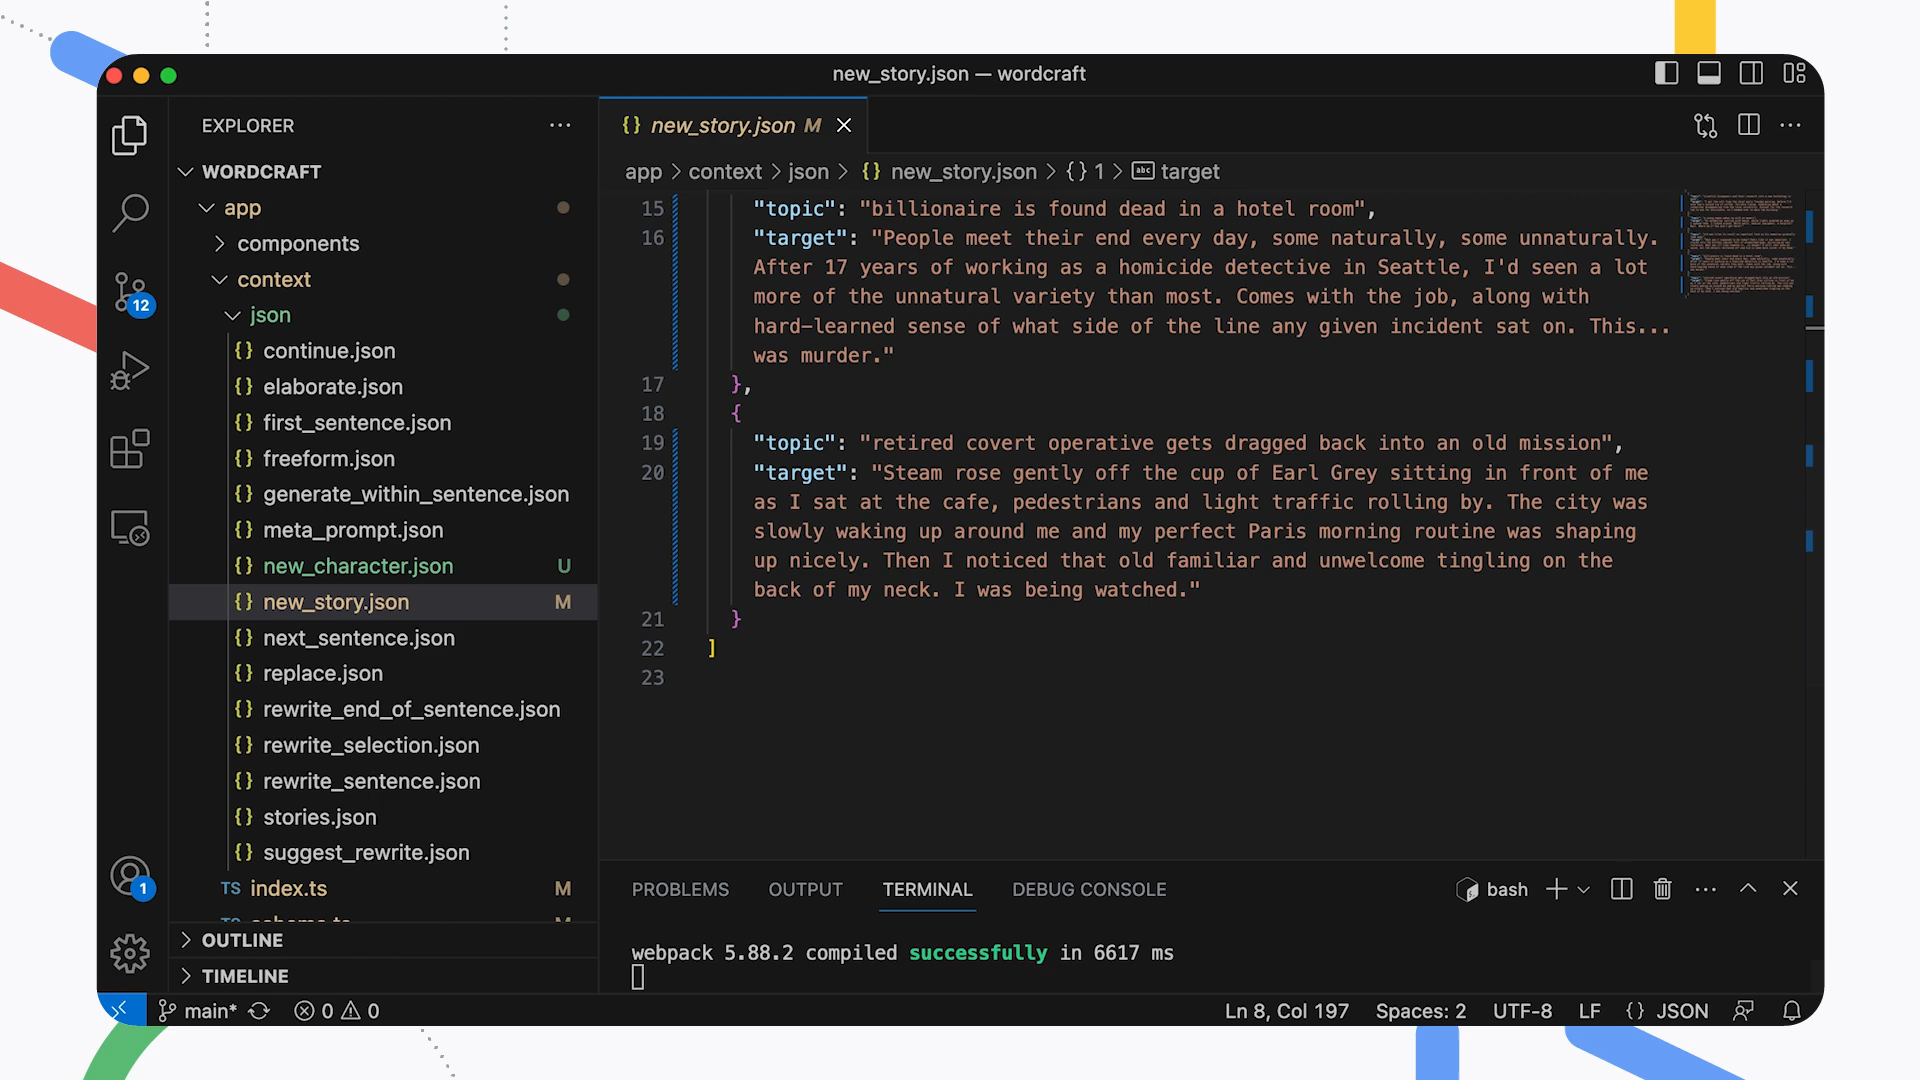 new_story.json — wordcraft
EXPLORER
WORDCRAFT
app
components
context
json
{} continue.json
{} elaborate.json
{} first_sentence.json
{} freeform.json
{} generate_within_sentence.json
{} meta_prompt.json
{} new_character.json U
{} new_story.json M
{} next_sentence.json
{} replace.json
{} rewrite_end_of_sentence.json
{} rewrite_selection.json
{} rewrite_sentence.json
{} stories.json
{} suggest_rewrite.json
TS index.ts M
OUTLINE
TIMELINE
12
1
{} new_story.json M
app > context > json > {} new_story.json > {} 1 > abc target
15 "topic": "billionaire is found dead in a hotel room",
16 "target": "People meet their end every day, some naturally, some unnaturally.
After 17 years of working as a homicide detective in Seattle, I'd seen a lot
more of the unnatural variety than most. Comes with the job, along with
hard-learned sense of what side of the line any given incident sat on. This...
was murder."
17 },
18 {
19 "topic": "retired covert operative gets dragged back into an old mission",
20 "target": "Steam rose gently off the cup of Earl Grey sitting in front of me
as I sat at the cafe, pedestrians and light traffic rolling by. The city was
slowly waking up around me and my perfect Paris morning routine was shaping
up nicely. Then I noticed that old familiar and unwelcome tingling on the
back of my neck. I was being watched."
21 }
22 ]
23
PROBLEMS OUTPUT TERMINAL DEBUG CONSOLE
bash
webpack 5.88.2 compiled successfully in 6617 ms
main* 0 0
Ln 8, Col 197 Spaces: 2 UTF-8 LF {} JSON